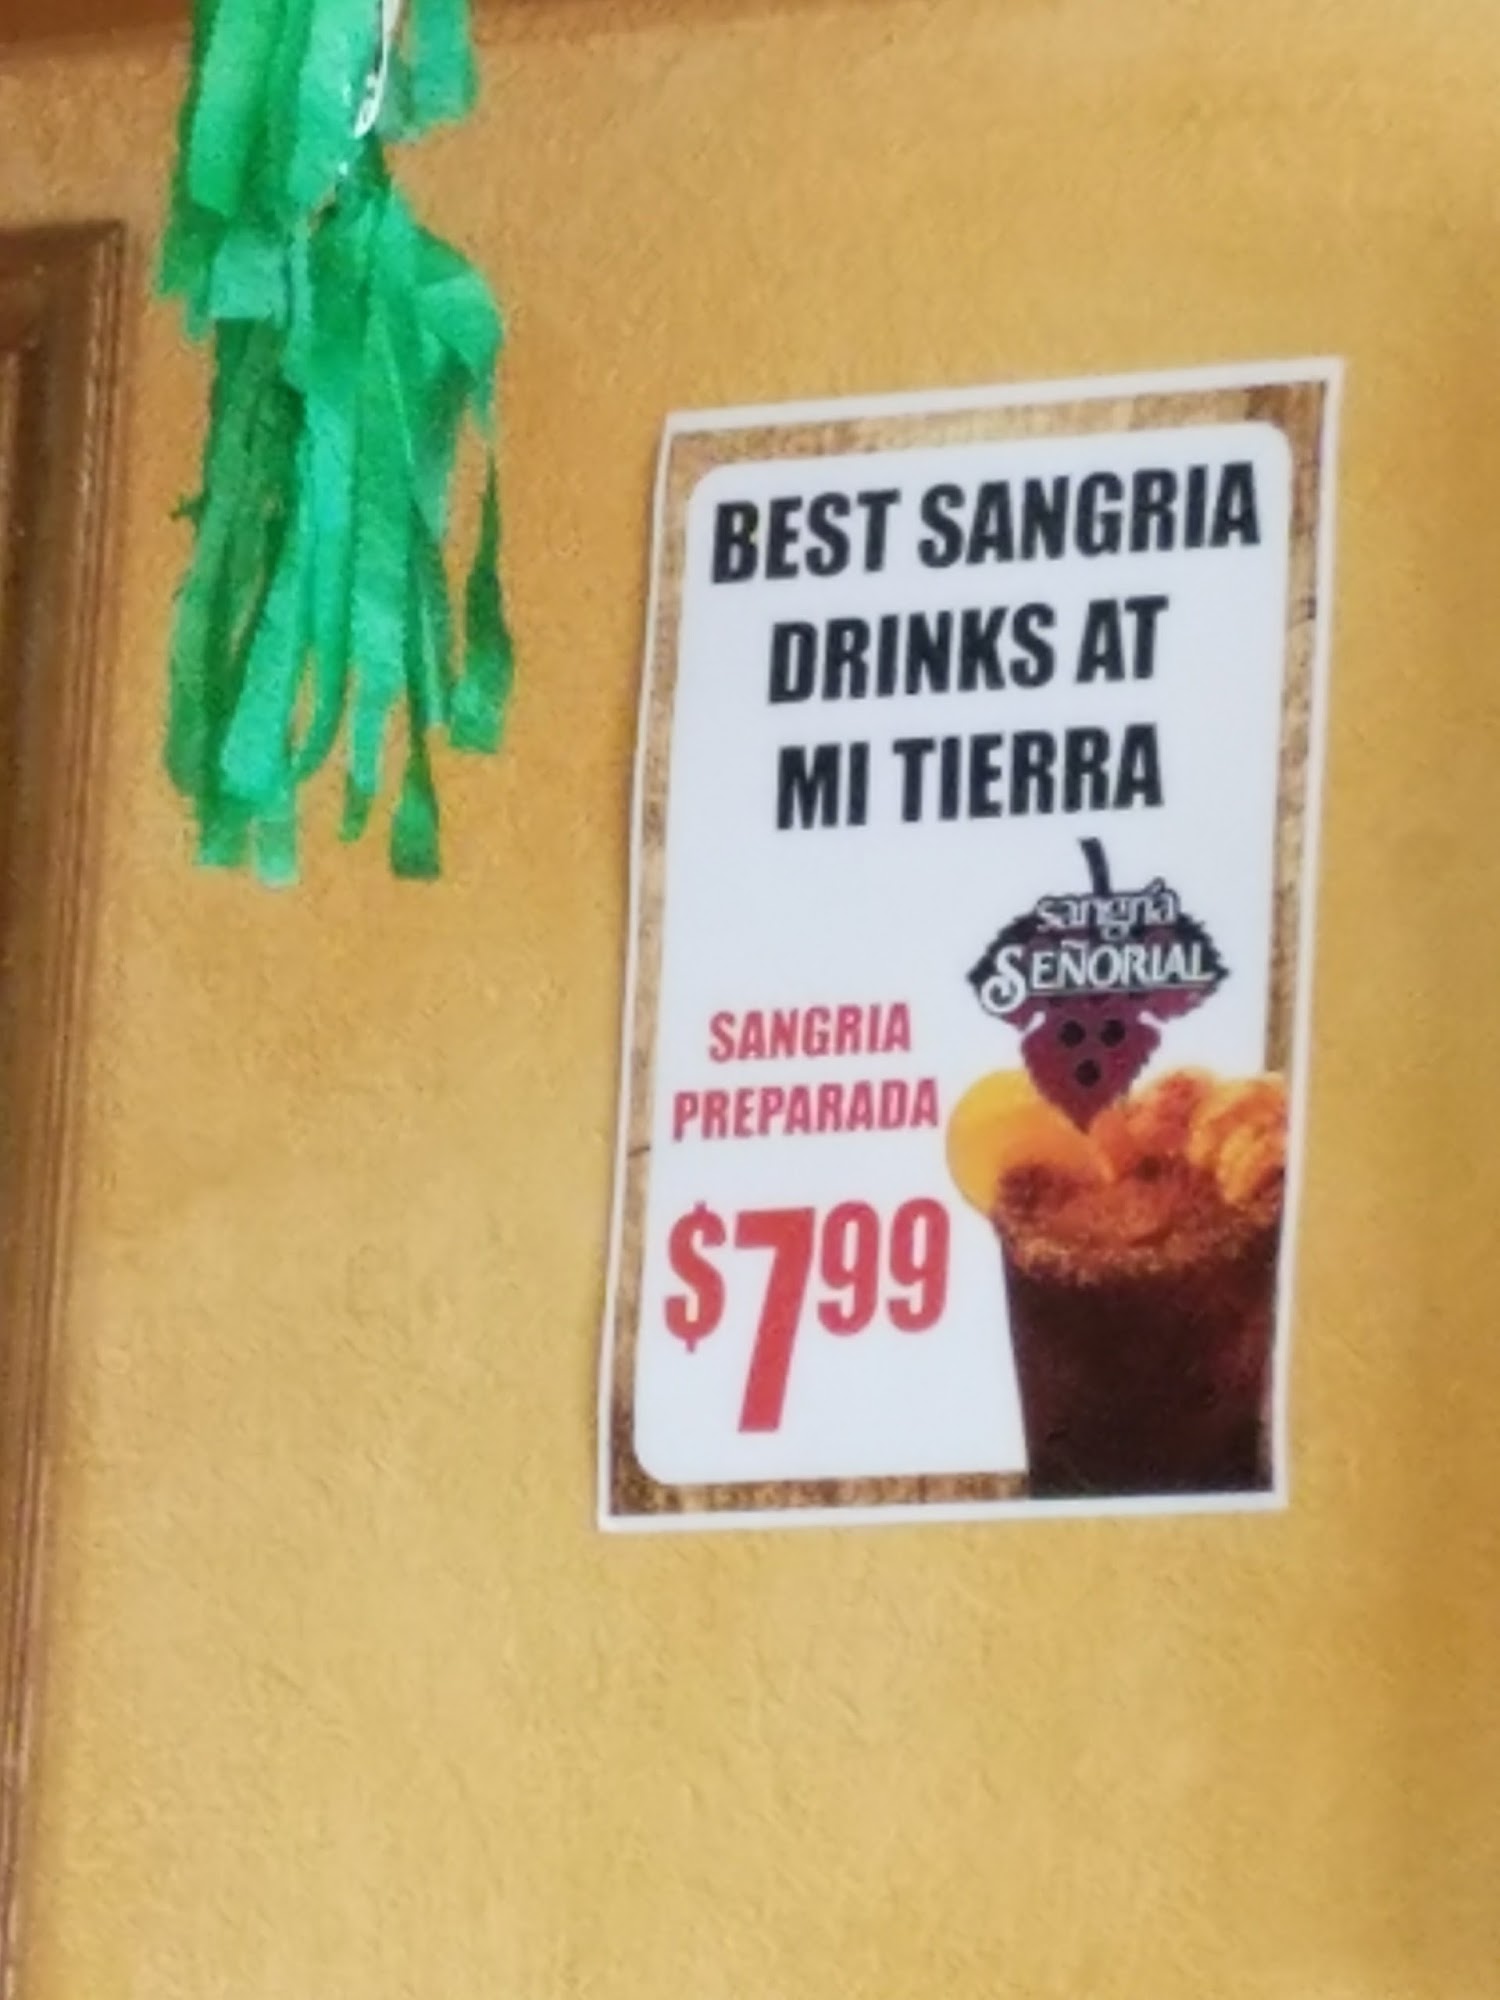 BEST SANGRIA
DRINKS AT
MI TIERRA
sangría
SEÑORIAL
SANGRIA
PREPARADA
$799